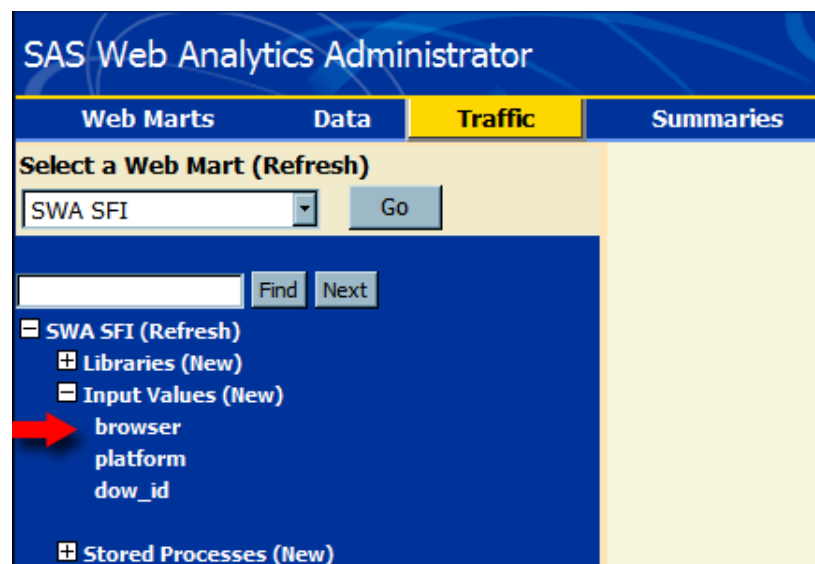 SAS Web Analytics Administrator
Web Marts Data Traffic Summaries
Select a Web Mart (Refresh)
SWA SFI Go
Find Next
SWA SFI (Refresh)
Libraries (New)
Input Values (New)
browser
platform
dow_id
Stored Processes (New)